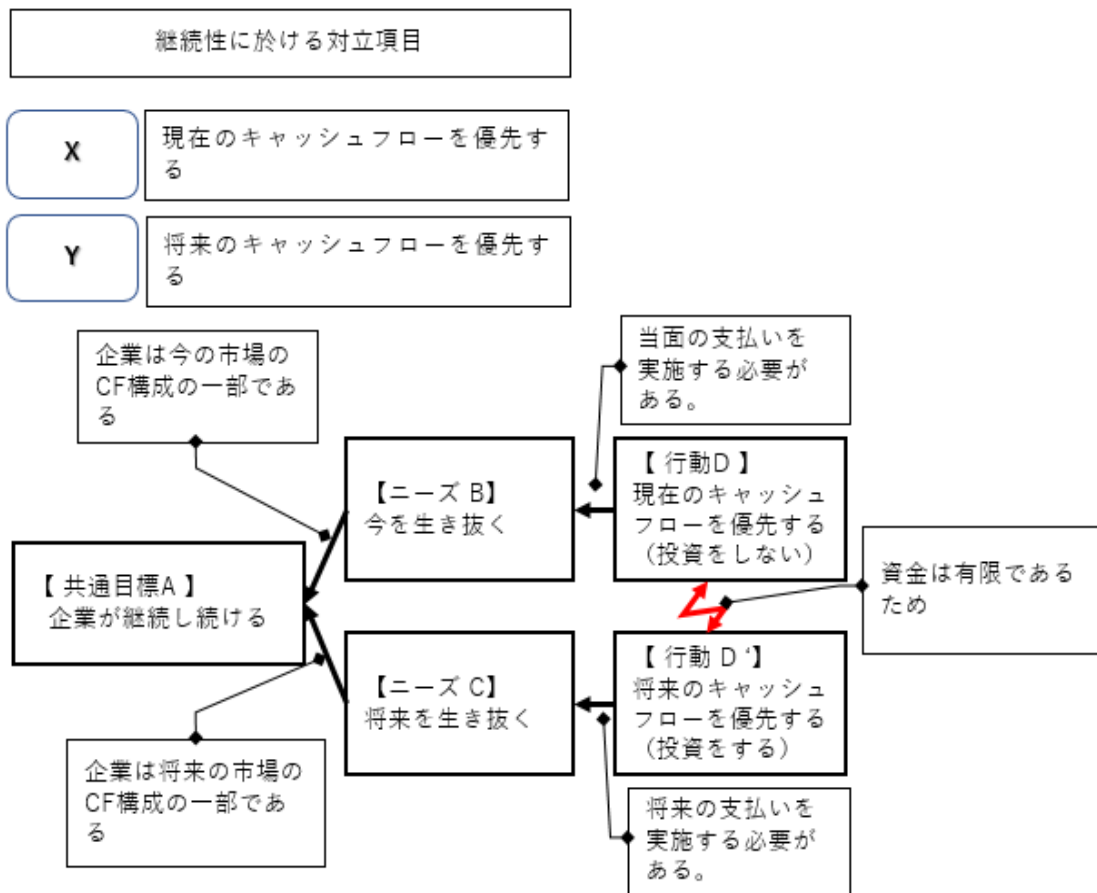 継続性に於ける対立項目
X
現在のキャッシュフローを優先す
る
Y
将来のキャッシュフローを優先す
る
企業は今の市場の
CF構成の一部であ
る
当面の支払いを
実施する必要が
ある。
【ニーズ B】
今を生き抜く
【 行動D 】
現在のキャッシュ
フローを優先する
（投資をしない）
【 共通目標A 】
企業が継続し続ける
資金は有限である
ため
【ニーズ C】
将来を生き抜く
【 行動 D ‘】
将来のキャッシュ
フローを優先する
（投資をする）
企業は将来の市場の
CF構成の一部であ
る
将来の支払いを
実施する必要が
ある。